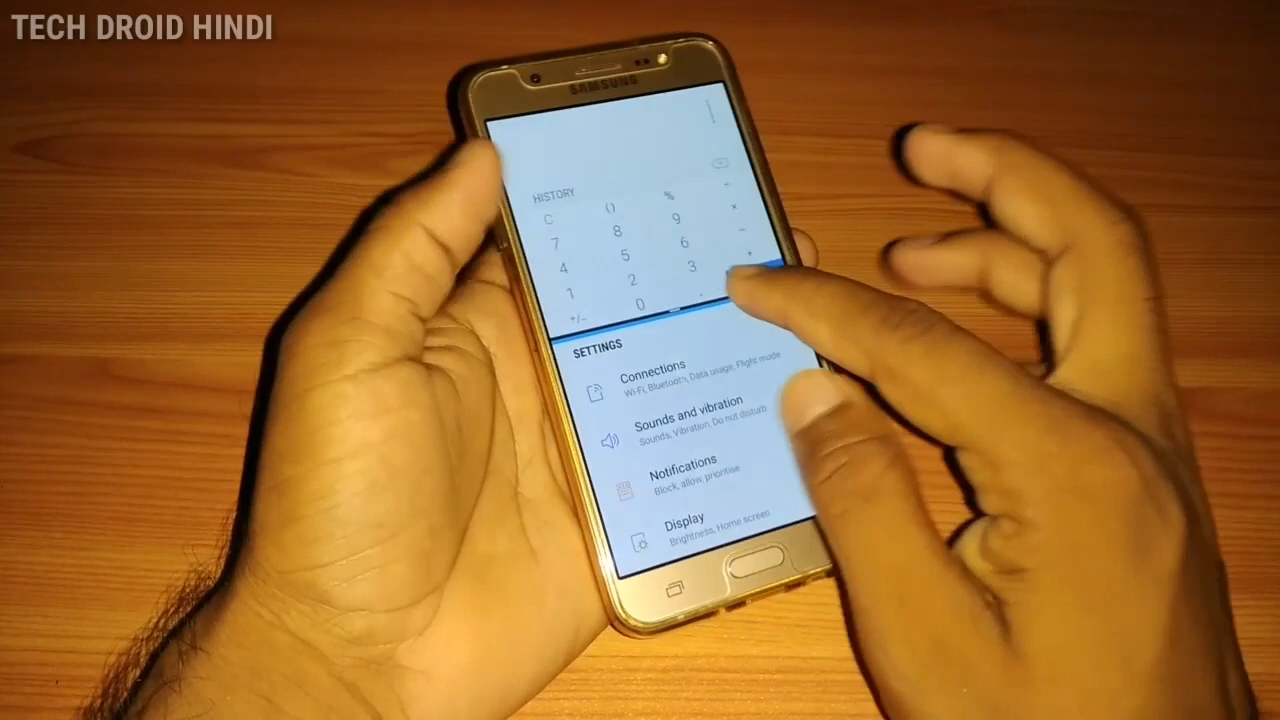 TECH DROID HINDI
SAMSUNG
HISTORY
C () % ÷
7 8 9 ×
4 5 6 −
1 2 3 +
+/− 0 .
SETTINGS
Connections
Wi-Fi, Bluetooth, Data usage, Flight mode
Sounds and vibration
Sounds, Vibration, Do not disturb
Notifications
Block, allow, prioritise
Display
Brightness, Home screen